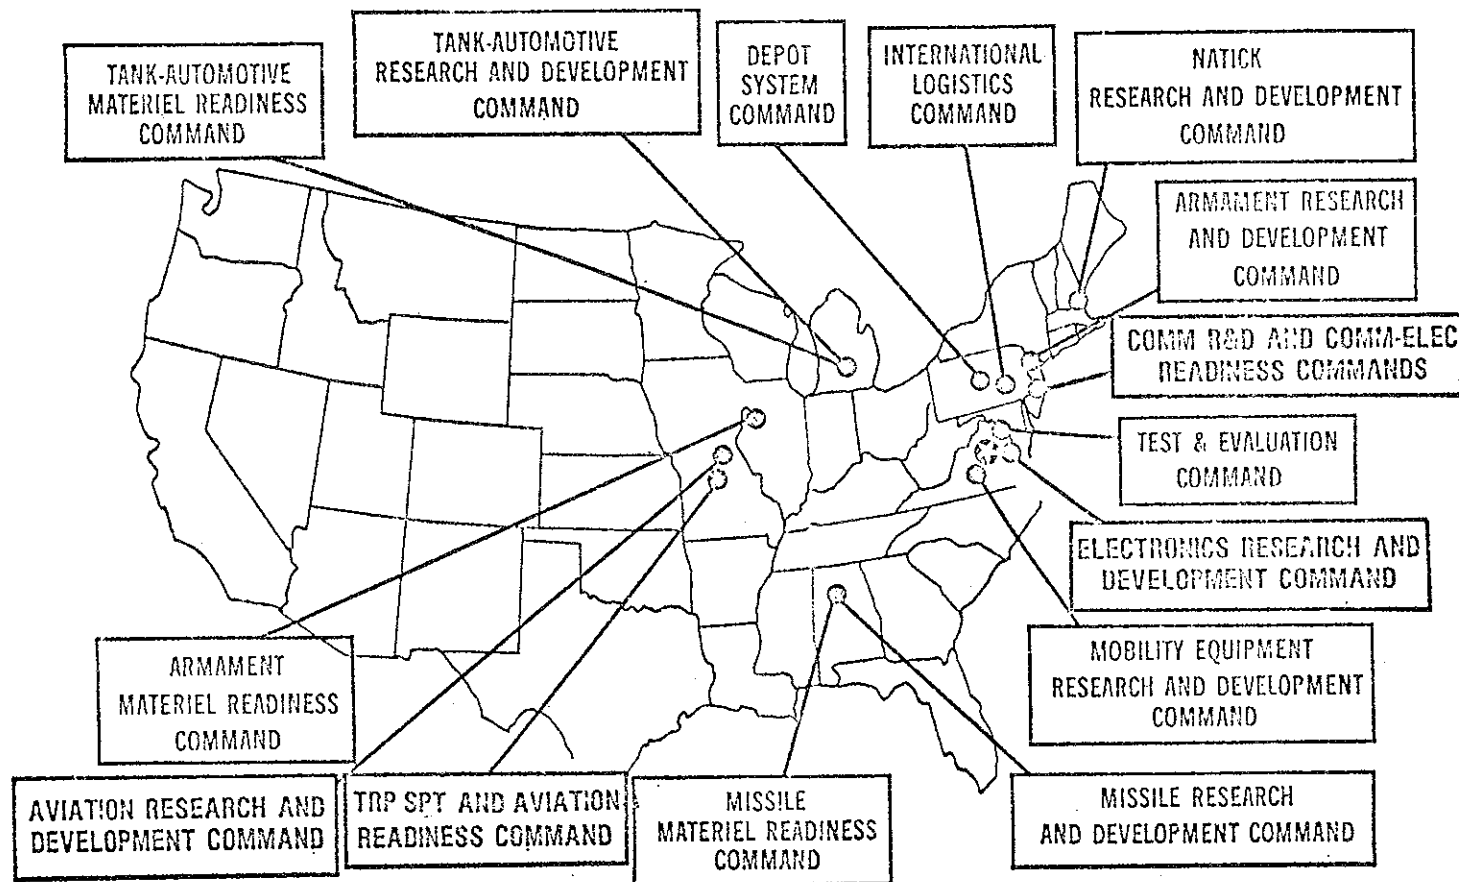 TANK-AUTOMOTIVE
MATERIEL READINESS
COMMAND
TANK-AUTOMOTIVE
RESEARCH AND DEVELOPMENT
COMMAND
DEPOT
SYSTEM
COMMAND
INTERNATIONAL
LOGISTICS
COMMAND
NATICK
RESEARCH AND DEVELOPMENT
COMMAND
ARMAMENT RESEARCH
AND DEVELOPMENT
COMMAND
COMM R&D AND COMM-ELEC
READINESS COMMANDS
TEST & EVALUATION
COMMAND
ELECTRONICS RESEARCH AND
DEVELOPMENT COMMAND
MOBILITY EQUIPMENT
RESEARCH AND DEVELOPMENT
COMMAND
ARMAMENT
MATERIEL READINESS
COMMAND
AVIATION RESEARCH AND
DEVELOPMENT COMMAND
TRP SPT AND AVIATION
READINESS COMMAND
MISSILE
MATERIEL READINESS
COMMAND
MISSILE RESEARCH
AND DEVELOPMENT COMMAND